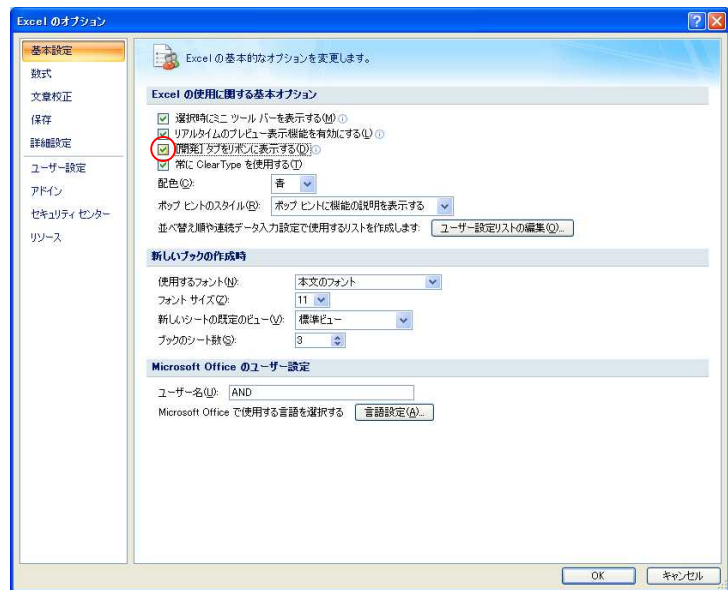 Excel のオプション
基本設定
数式
文章校正
保存
詳細設定
ユーザー設定
アドイン
セキュリティ センター
リソース
Excel の基本的なオプションを変更します。
Excel の使用に関する基本オプション
選択時にミニ ツール バーを表示する(M)
リアルタイムのプレビュー表示機能を有効にする(L)
[開発] タブをリボンに表示する(D)
常に ClearType を使用する(T)
配色(C): 青
ポップ ヒントのスタイル(R): ポップ ヒントに機能の説明を表示する
並べ替え順や連続データ入力設定で使用するリストを作成します: ユーザー設定リストの編集(O)...
新しいブックの作成時
使用するフォント(N): 本文のフォント
フォント サイズ(Z): 11
新しいシートの既定のビュー(V): 標準ビュー
ブックのシート数(S): 3
Microsoft Office のユーザー設定
ユーザー名(U): AND
Microsoft Office で使用する言語を選択する 言語設定(A)...
OK キャンセル